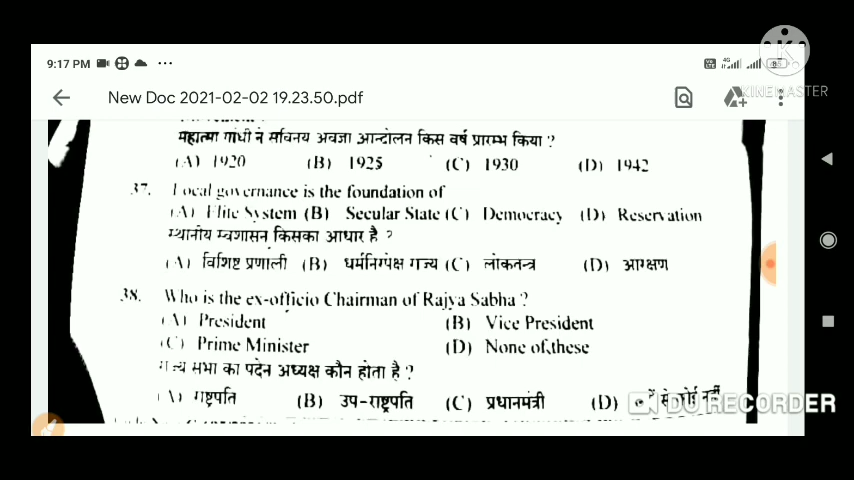 9:17 PM
New Doc 2021-02-02 19.23.50.pdf
KINEMASTER
महात्मा गांधी ने सविनय अवज्ञा आन्दोलन किस वर्ष प्रारम्भ किया ?
(A) 1920 (B) 1925 (C) 1930 (D) 1942
37. Local governance is the foundation of
(A) Elite System (B) Secular State (C) Democracy (D) Reservation
स्थानीय स्वशासन किसका आधार है ?
(A) विशिष्ट प्रणाली (B) धर्मनिरपेक्ष राज्य (C) लोकतन्त्र (D) आरक्षण
38. Who is the ex-officio Chairman of Rajya Sabha ?
(A) President (B) Vice President
(C) Prime Minister (D) None of these
राज्य सभा का पदेन अध्यक्ष कौन होता है ?
(A) राष्ट्रपति (B) उप-राष्ट्रपति (C) प्रधानमंत्री (D) से कोई नहीं
DU RECORDER